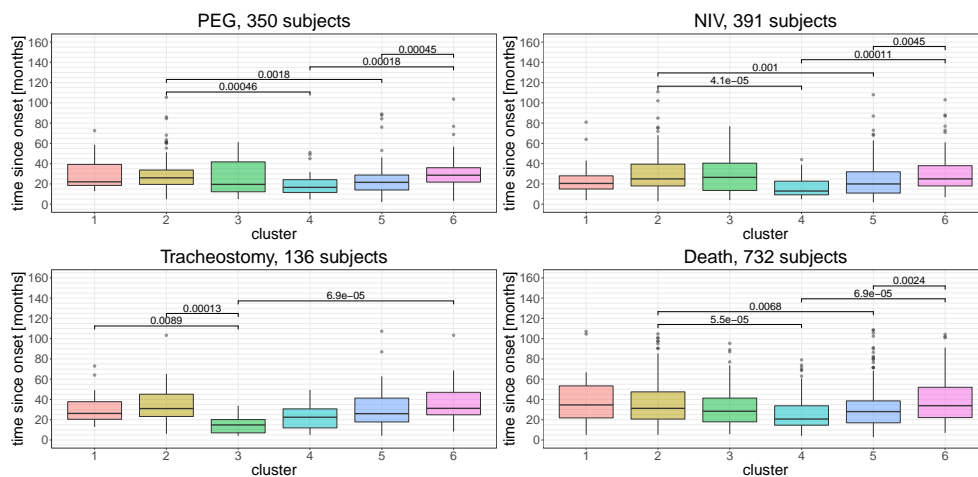 PEG, 350 subjects
time since onset [months]
160
140
120
100
80
60
40
20
0
0.00045
0.00018
0.0018
0.00046
1 2 3 4 5 6
cluster
NIV, 391 subjects
time since onset [months]
160
140
120
100
80
60
40
20
0
0.0045
0.00011
0.001
4.1e−05
1 2 3 4 5 6
cluster
Tracheostomy, 136 subjects
time since onset [months]
160
140
120
100
80
60
40
20
0
6.9e−05
0.00013
0.0089
1 2 3 4 5 6
cluster
Death, 732 subjects
time since onset [months]
160
140
120
100
80
60
40
20
0
0.0024
6.9e−05
0.0068
5.5e−05
1 2 3 4 5 6
cluster